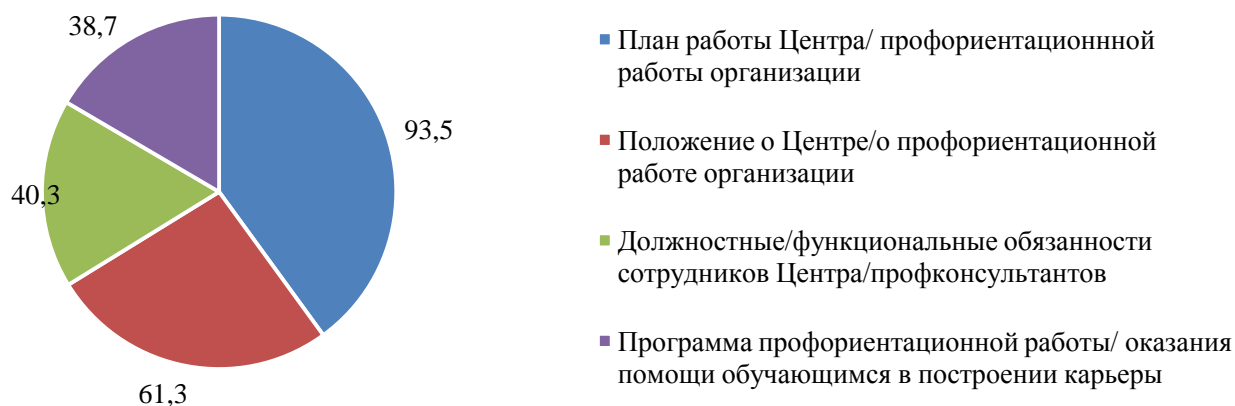 38,7
93,5
40,3
61,3
План работы Центра/ профориентационнной
работы организации
Положение о Центре/о профориентационной
работе организации
Должностные/функциональные обязанности
сотрудников Центра/профконсультантов
Программа профориентационной работы/ оказания
помощи обучающимся в построении карьеры